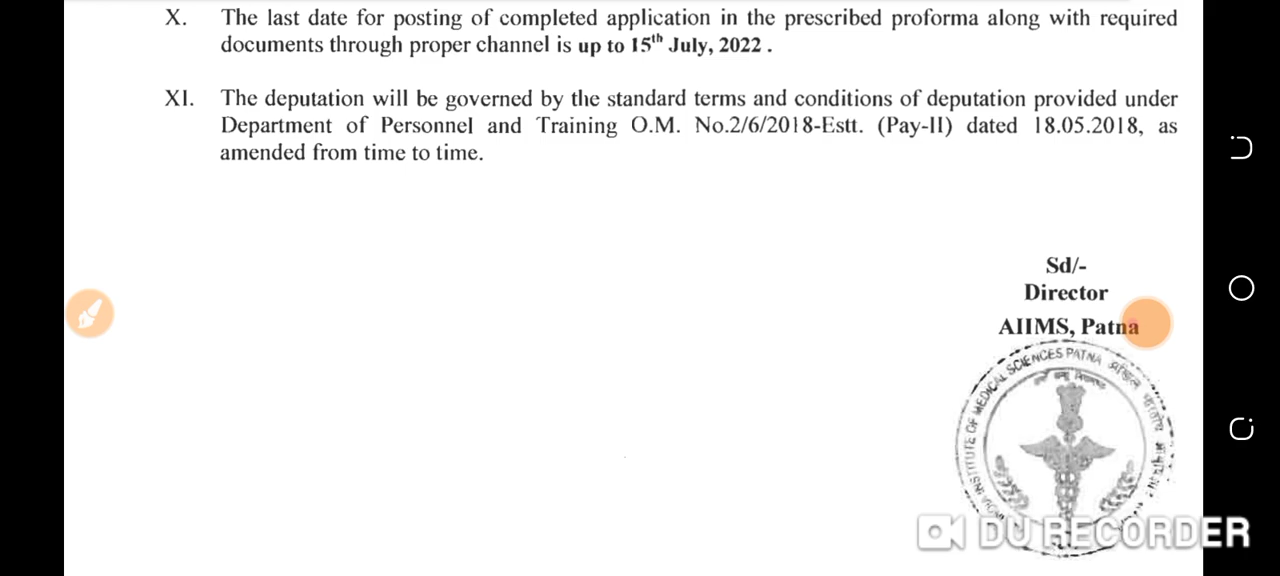 X. The last date for posting of completed application in the prescribed proforma along with required
documents through proper channel is up to 15th July, 2022 .
XI. The deputation will be governed by the standard terms and conditions of deputation provided under
Department of Personnel and Training O.M. No.2/6/2018-Estt. (Pay-II) dated 18.05.2018, as
amended from time to time.
Sd/-
Director
AIIMS, Patna
INSTITUTE OF MEDICAL SCIENCES PATNA
DU RECORDER